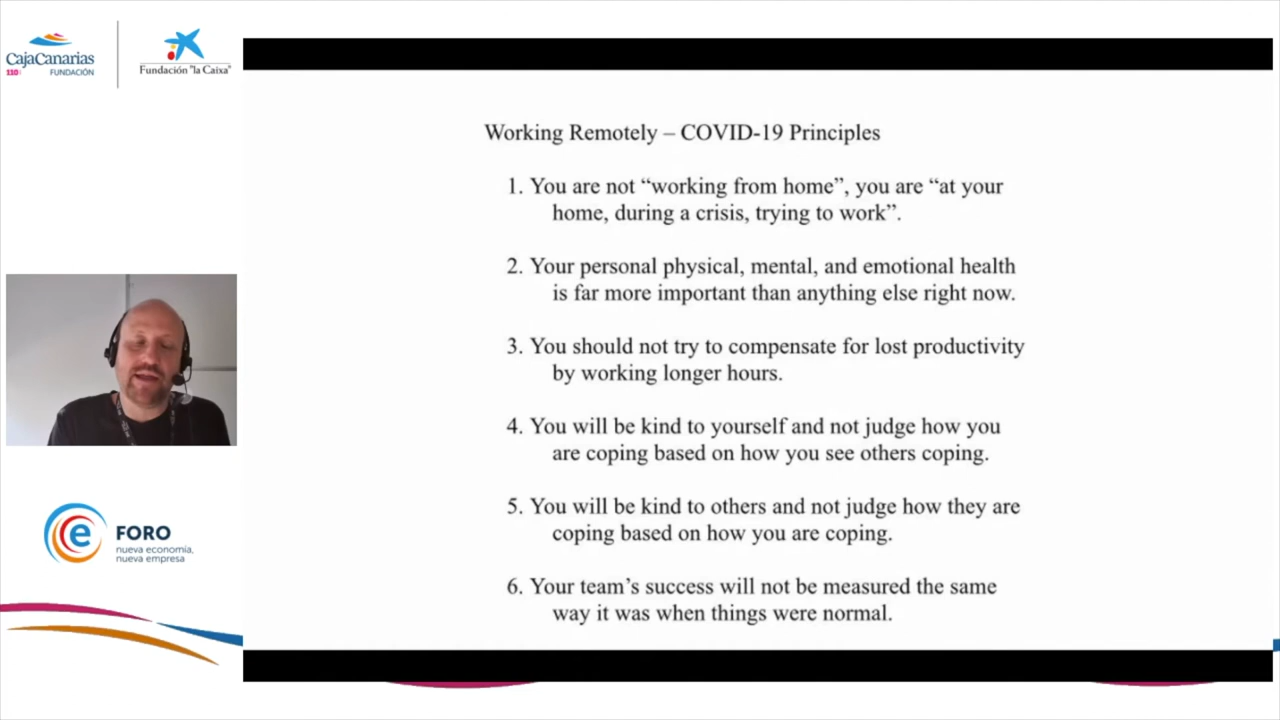 CajaCanarias
110
FUNDACIÓN
Fundación "la Caixa"
Working Remotely – COVID-19 Principles
1. You are not “working from home”, you are “at your
home, during a crisis, trying to work”.
2. Your personal physical, mental, and emotional health
is far more important than anything else right now.
3. You should not try to compensate for lost productivity
by working longer hours.
4. You will be kind to yourself and not judge how you
are coping based on how you see others coping.
5. You will be kind to others and not judge how they are
coping based on how you are coping.
6. Your team’s success will not be measured the same
way it was when things were normal.
e
FORO
nueva economía,
nueva empresa